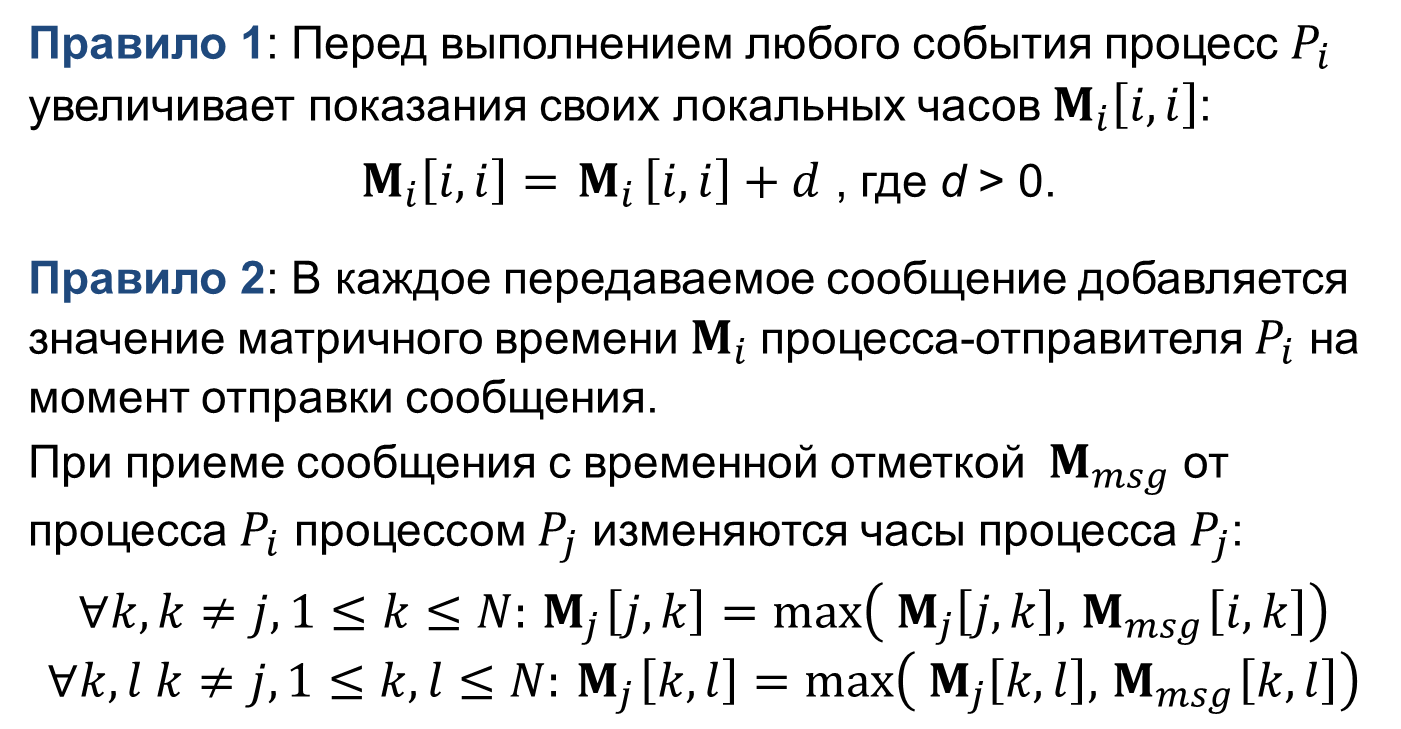 Правило 1: Перед выполнением любого события процесс 𝑃ᵢ
увеличивает показания своих локальных часов 𝐌ᵢ[𝑖, 𝑖]:
𝐌ᵢ[𝑖, 𝑖] = 𝐌ᵢ [𝑖, 𝑖] + 𝑑 , где d > 0.
Правило 2: В каждое передаваемое сообщение добавляется
значение матричного времени 𝐌ᵢ процесса-отправителя 𝑃ᵢ на
момент отправки сообщения.
При приеме сообщения с временной отметкой 𝐌_𝑚𝑠𝑔 от
процесса 𝑃ᵢ процессом 𝑃ⱼ изменяются часы процесса 𝑃ⱼ:
∀𝑘, 𝑘 ≠ 𝑗, 1 ≤ 𝑘 ≤ 𝑁: 𝐌ⱼ[𝑗, 𝑘] = max( 𝐌ⱼ[𝑗, 𝑘], 𝐌_𝑚𝑠𝑔[𝑖, 𝑘])
∀𝑘, 𝑙 𝑘 ≠ 𝑗, 1 ≤ 𝑘, 𝑙 ≤ 𝑁: 𝐌ⱼ[𝑘, 𝑙] = max( 𝐌ⱼ[𝑘, 𝑙], 𝐌_𝑚𝑠𝑔[𝑘, 𝑙])